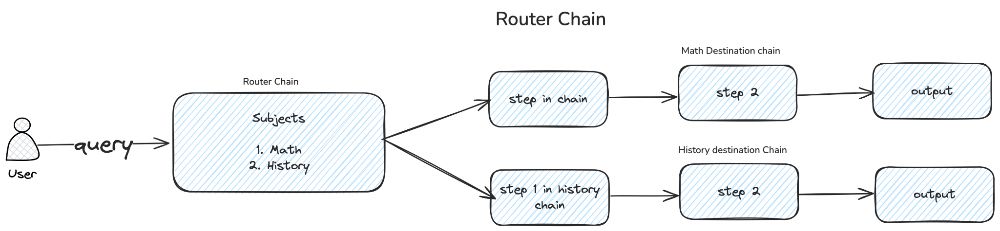 Router Chain
Router Chain
Subjects
1. Math
2. History
User
query
step in chain
Math Destination chain
step 2
output
step 1 in history
chain
History destination Chain
step 2
output